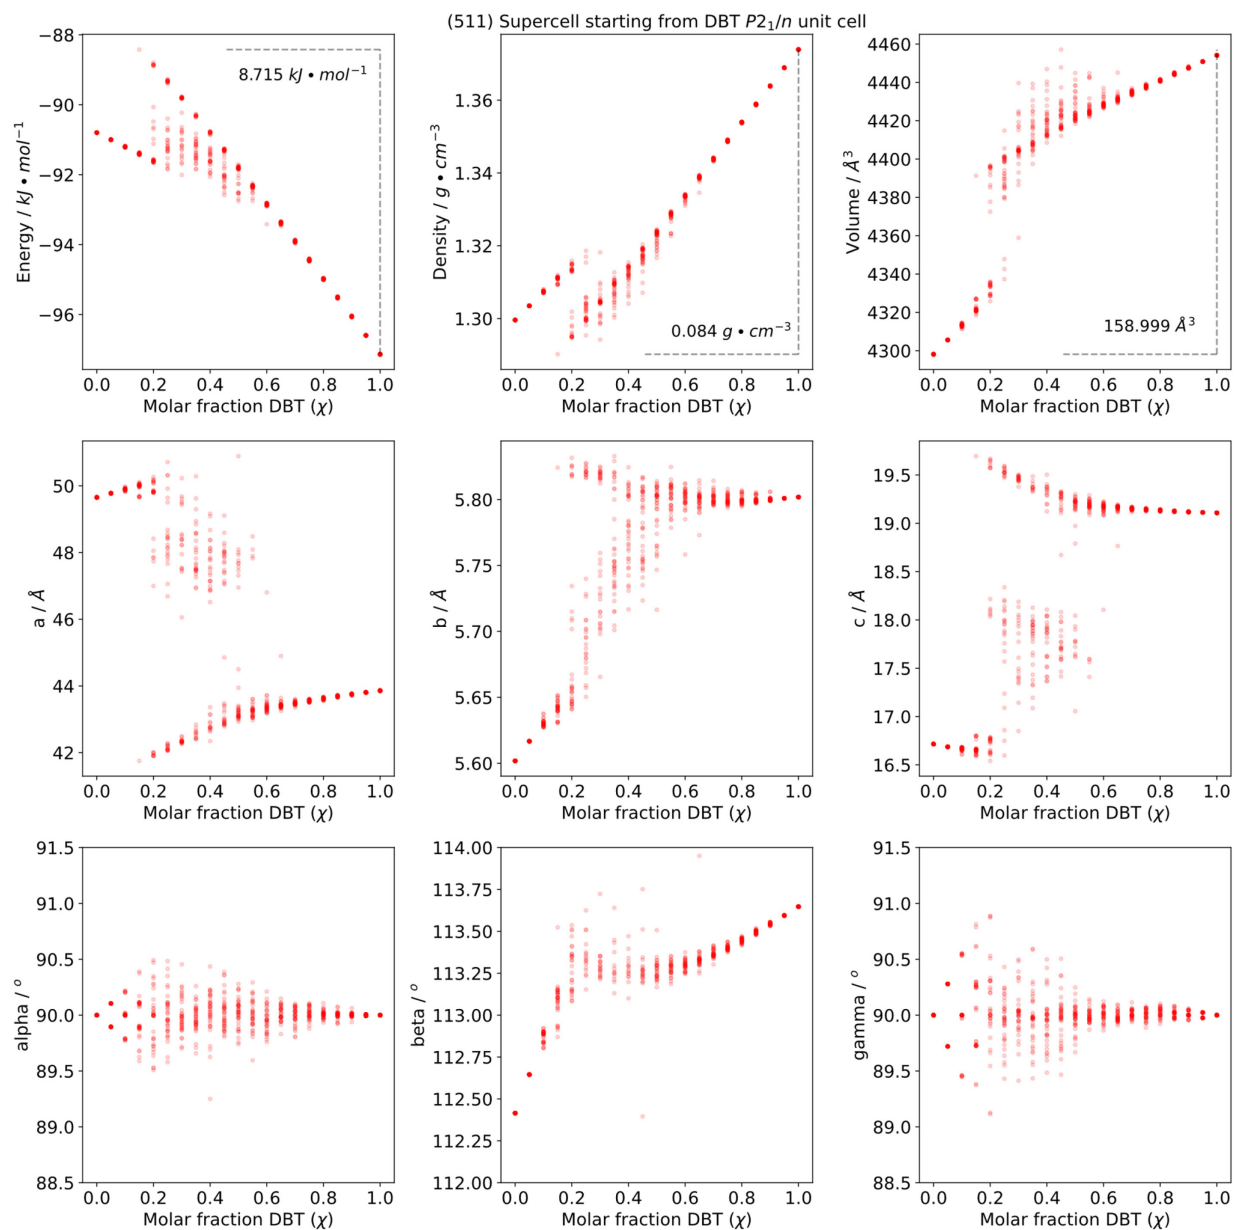 (511) Supercell starting from DBT P2₁/n unit cell
−88
−90
−92
−94
−96
Energy / kJ • mol⁻¹
8.715 kJ • mol⁻¹
0.0 0.2 0.4 0.6 0.8 1.0
Molar fraction DBT (χ)
1.36
1.34
1.32
1.30
Density / g • cm⁻³
0.084 g • cm⁻³
0.0 0.2 0.4 0.6 0.8 1.0
Molar fraction DBT (χ)
4460
4440
4420
4400
4380
4360
4340
4320
4300
Volume / Å³
158.999 Å³
0.0 0.2 0.4 0.6 0.8 1.0
Molar fraction DBT (χ)
50
48
46
44
42
a / Å
0.0 0.2 0.4 0.6 0.8 1.0
Molar fraction DBT (χ)
5.80
5.75
5.70
5.65
5.60
b / Å
0.0 0.2 0.4 0.6 0.8 1.0
Molar fraction DBT (χ)
19.5
19.0
18.5
18.0
17.5
17.0
16.5
c / Å
0.0 0.2 0.4 0.6 0.8 1.0
Molar fraction DBT (χ)
91.5
91.0
90.5
90.0
89.5
89.0
88.5
alpha / °
0.0 0.2 0.4 0.6 0.8 1.0
Molar fraction DBT (χ)
114.00
113.75
113.50
113.25
113.00
112.75
112.50
112.25
112.00
beta / °
0.0 0.2 0.4 0.6 0.8 1.0
Molar fraction DBT (χ)
91.5
91.0
90.5
90.0
89.5
89.0
88.5
gamma / °
0.0 0.2 0.4 0.6 0.8 1.0
Molar fraction DBT (χ)